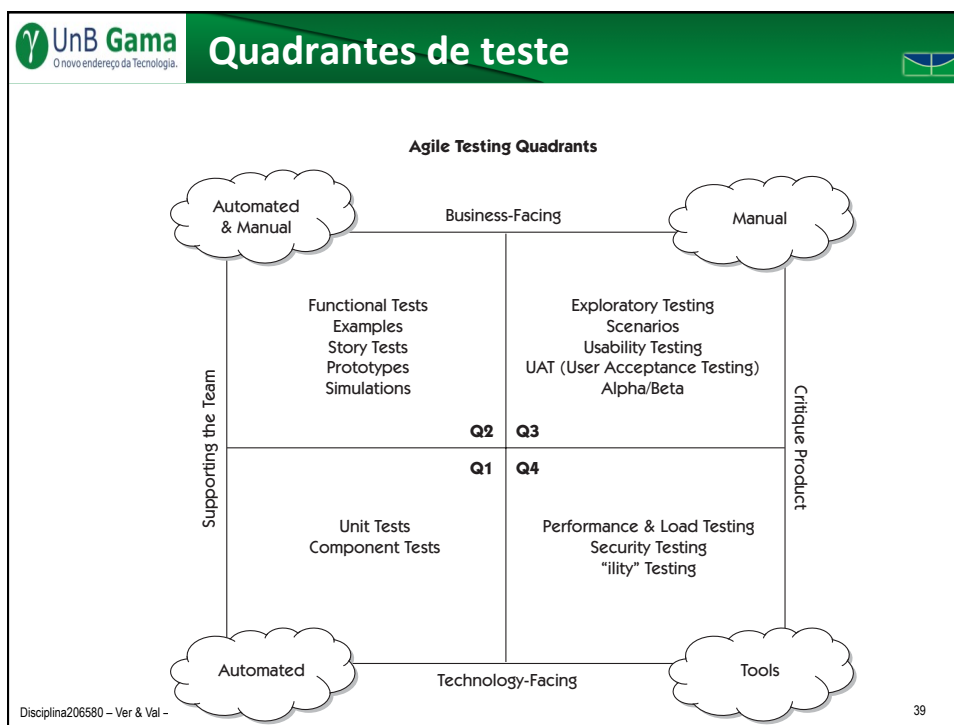 γ UnB Gama
O novo endereço da Tecnologia.
Quadrantes de teste
Agile Testing Quadrants
Automated
& Manual
Business-Facing
Manual
Functional Tests
Examples
Story Tests
Prototypes
Simulations
Exploratory Testing
Scenarios
Usability Testing
UAT (User Acceptance Testing)
Alpha/Beta
Supporting the Team
Q2
Q3
Critique Product
Q1
Q4
Unit Tests
Component Tests
Performance & Load Testing
Security Testing
“ility” Testing
Automated
Technology-Facing
Tools
Disciplina206580 – Ver & Val –
39